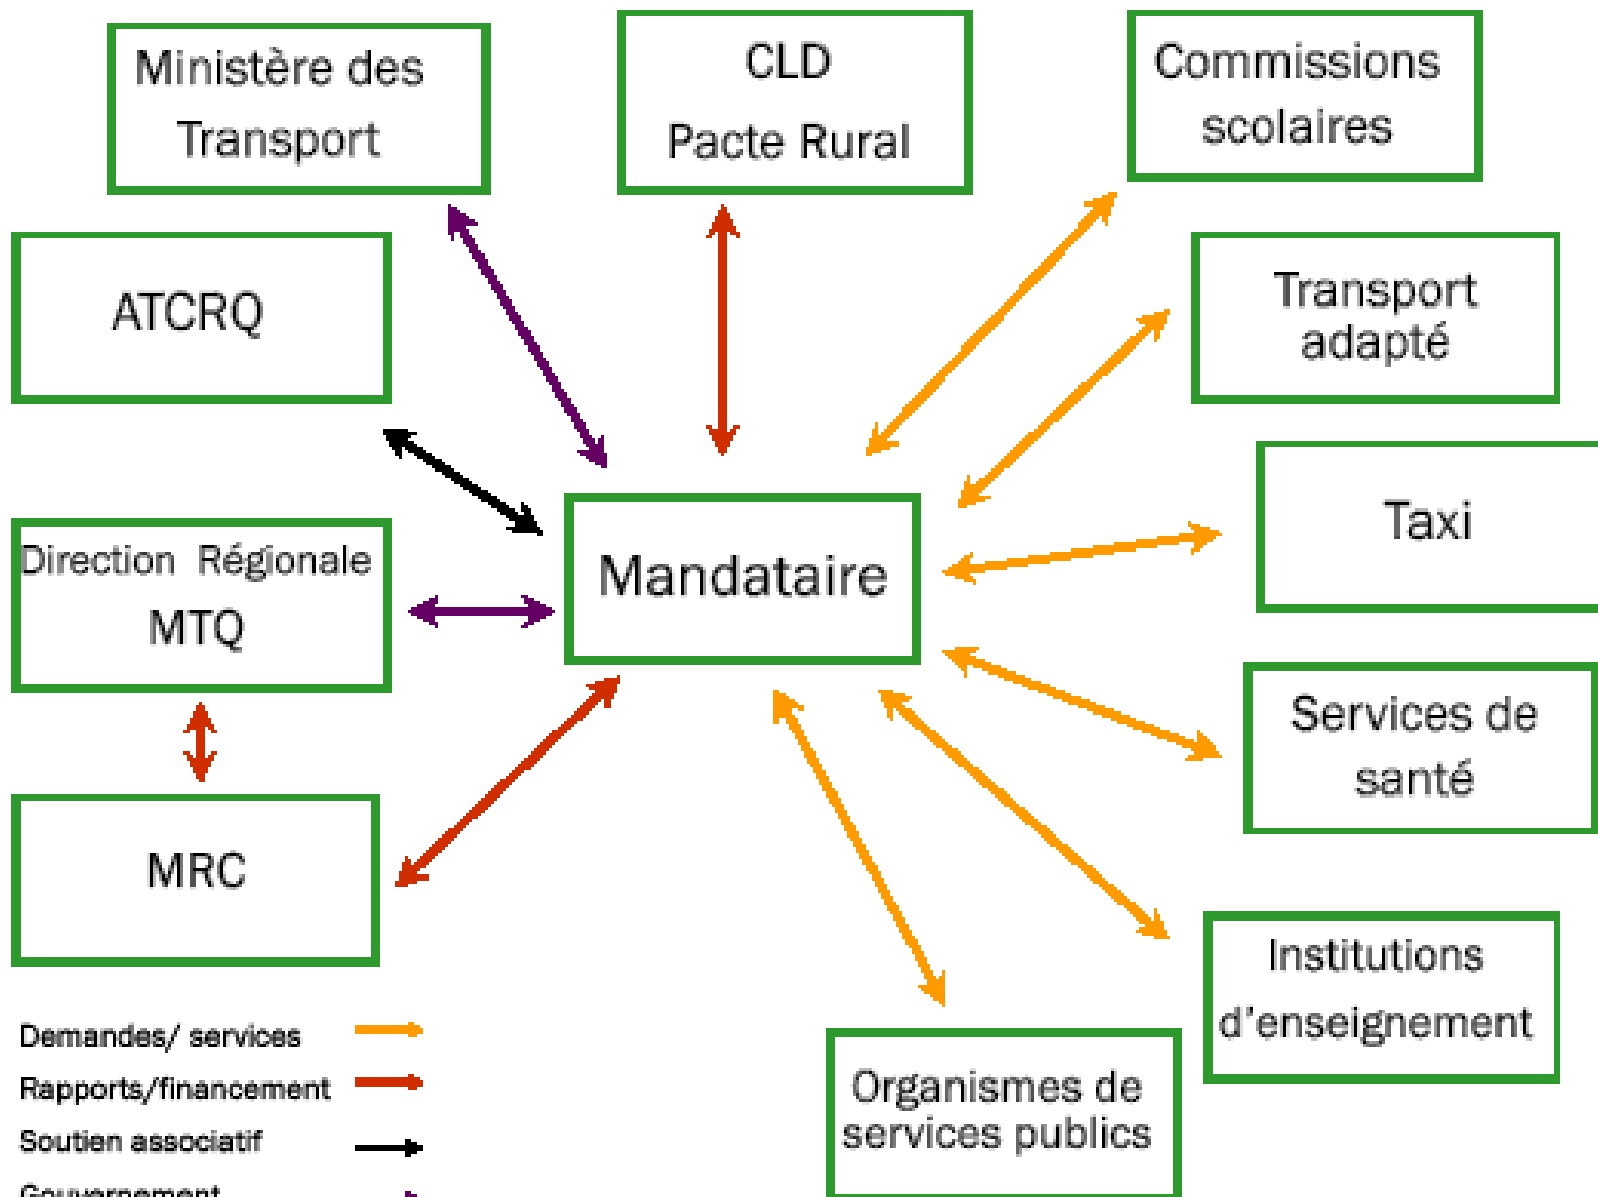 Ministère des
Transport
CLD
Pacte Rural
Commissions
scolaires
ATCRQ
Transport
adapté
Taxi
Direction Régionale
MTQ
Mandataire
Services de
santé
MRC
Institutions
d'enseignement
Organismes de
services publics
Demandes/ services
Rapports/financement
Soutien associatif
Gouvernement